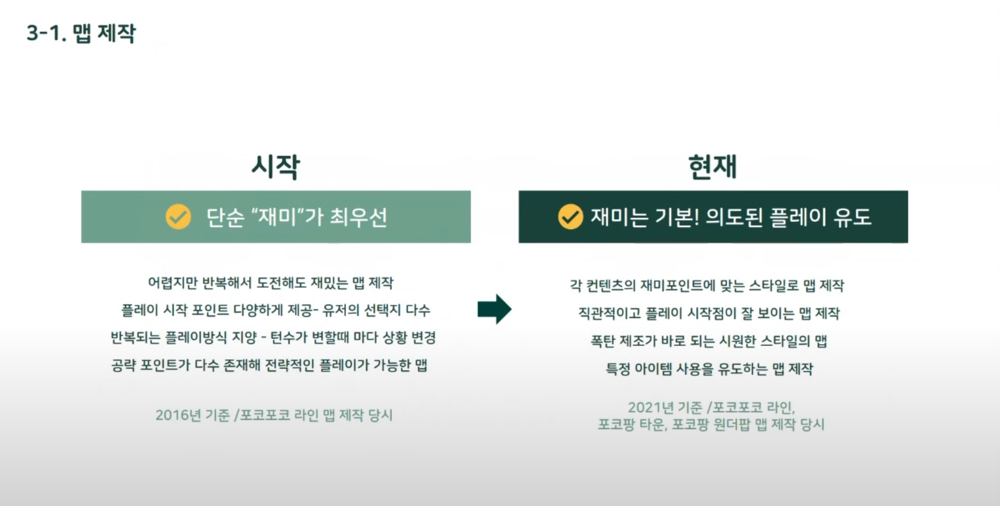 3-1. 맵 제작
시작
단순 “재미”가 최우선
어렵지만 반복해서 도전해도 재밌는 맵 제작
플레이 시작 포인트 다양하게 제공- 유저의 선택지 다수
반복되는 플레이방식 지양 - 턴수가 변할때 마다 상황 변경
공략 포인트가 다수 존재해 전략적인 플레이가 가능한 맵
2016년 기준 /포코포코 라인 맵 제작 당시
현재
재미는 기본! 의도된 플레이 유도
각 컨텐츠의 재미포인트에 맞는 스타일로 맵 제작
직관적이고 플레이 시작점이 잘 보이는 맵 제작
폭탄 제조가 바로 되는 시원한 스타일의 맵
특정 아이템 사용을 유도하는 맵 제작
2021년 기준 /포코포코 라인,
포코팡 타운, 포코팡 원더팝 맵 제작 당시